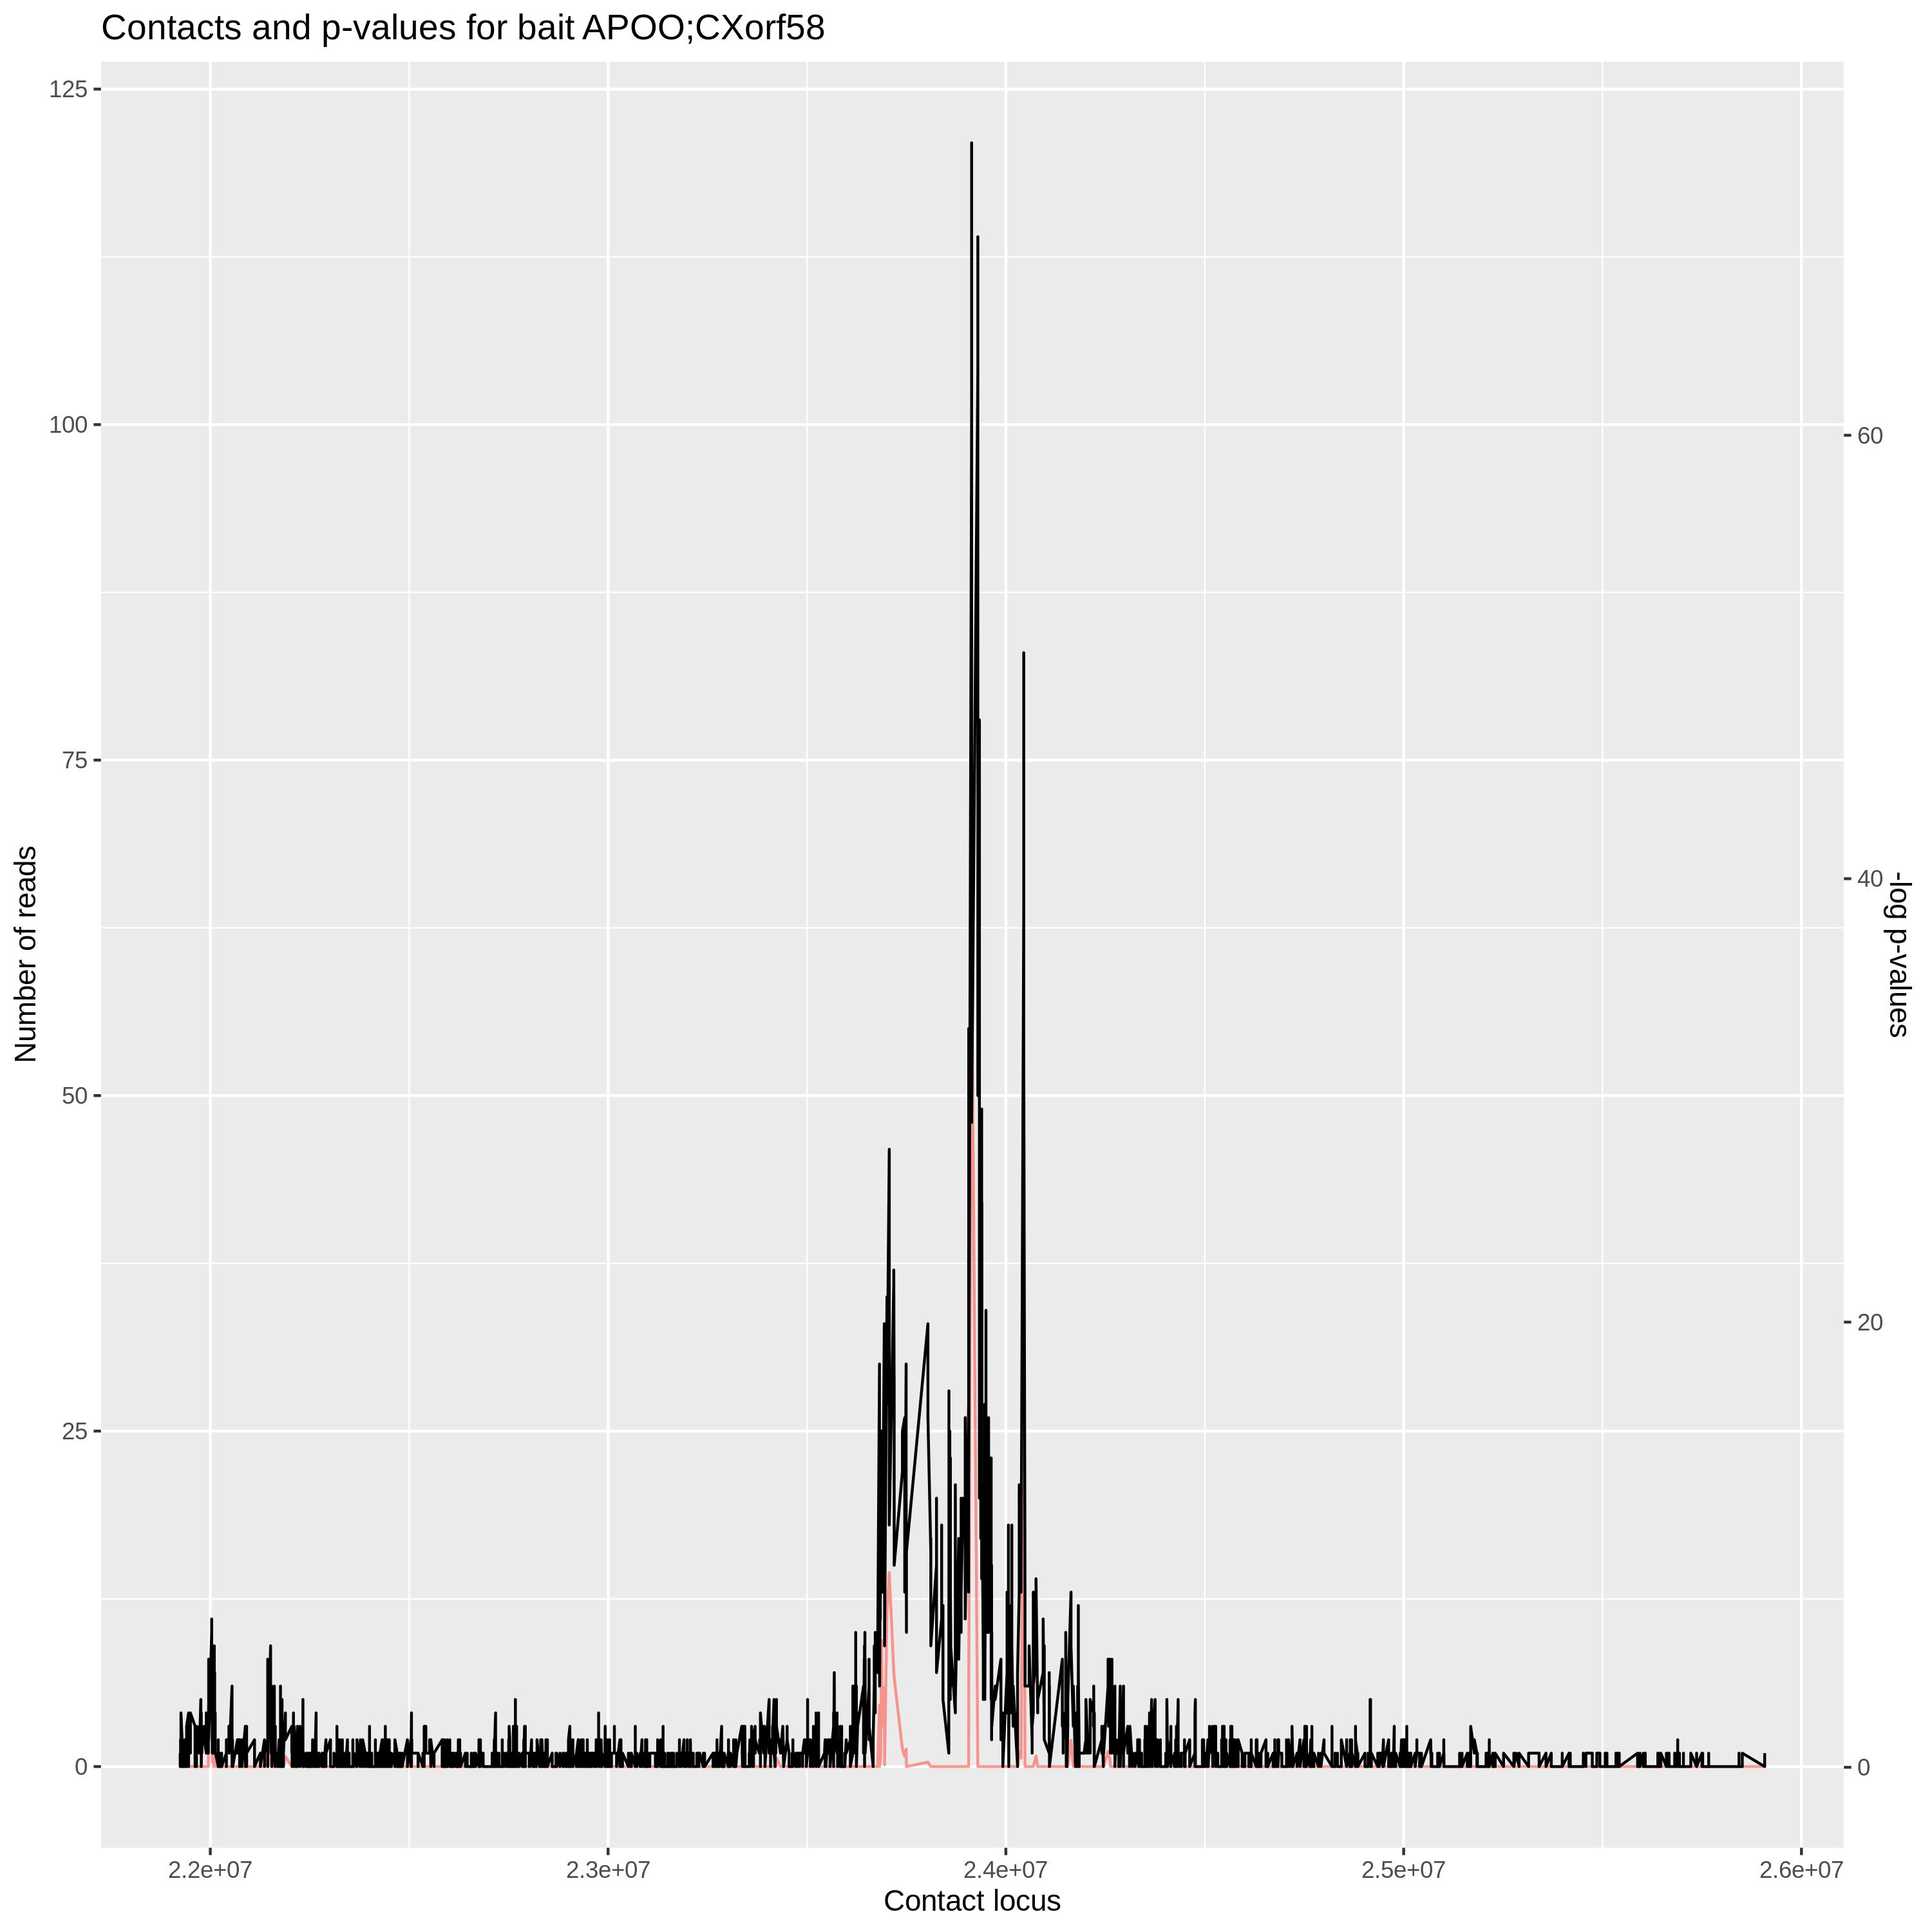 Contacts and p-values for bait APOO;CXorf58
125
100
75
50
25
0
60
40
20
0
Number of reads
-log p-values
2.2e+07 2.3e+07 2.4e+07 2.5e+07 2.6e+07
Contact locus